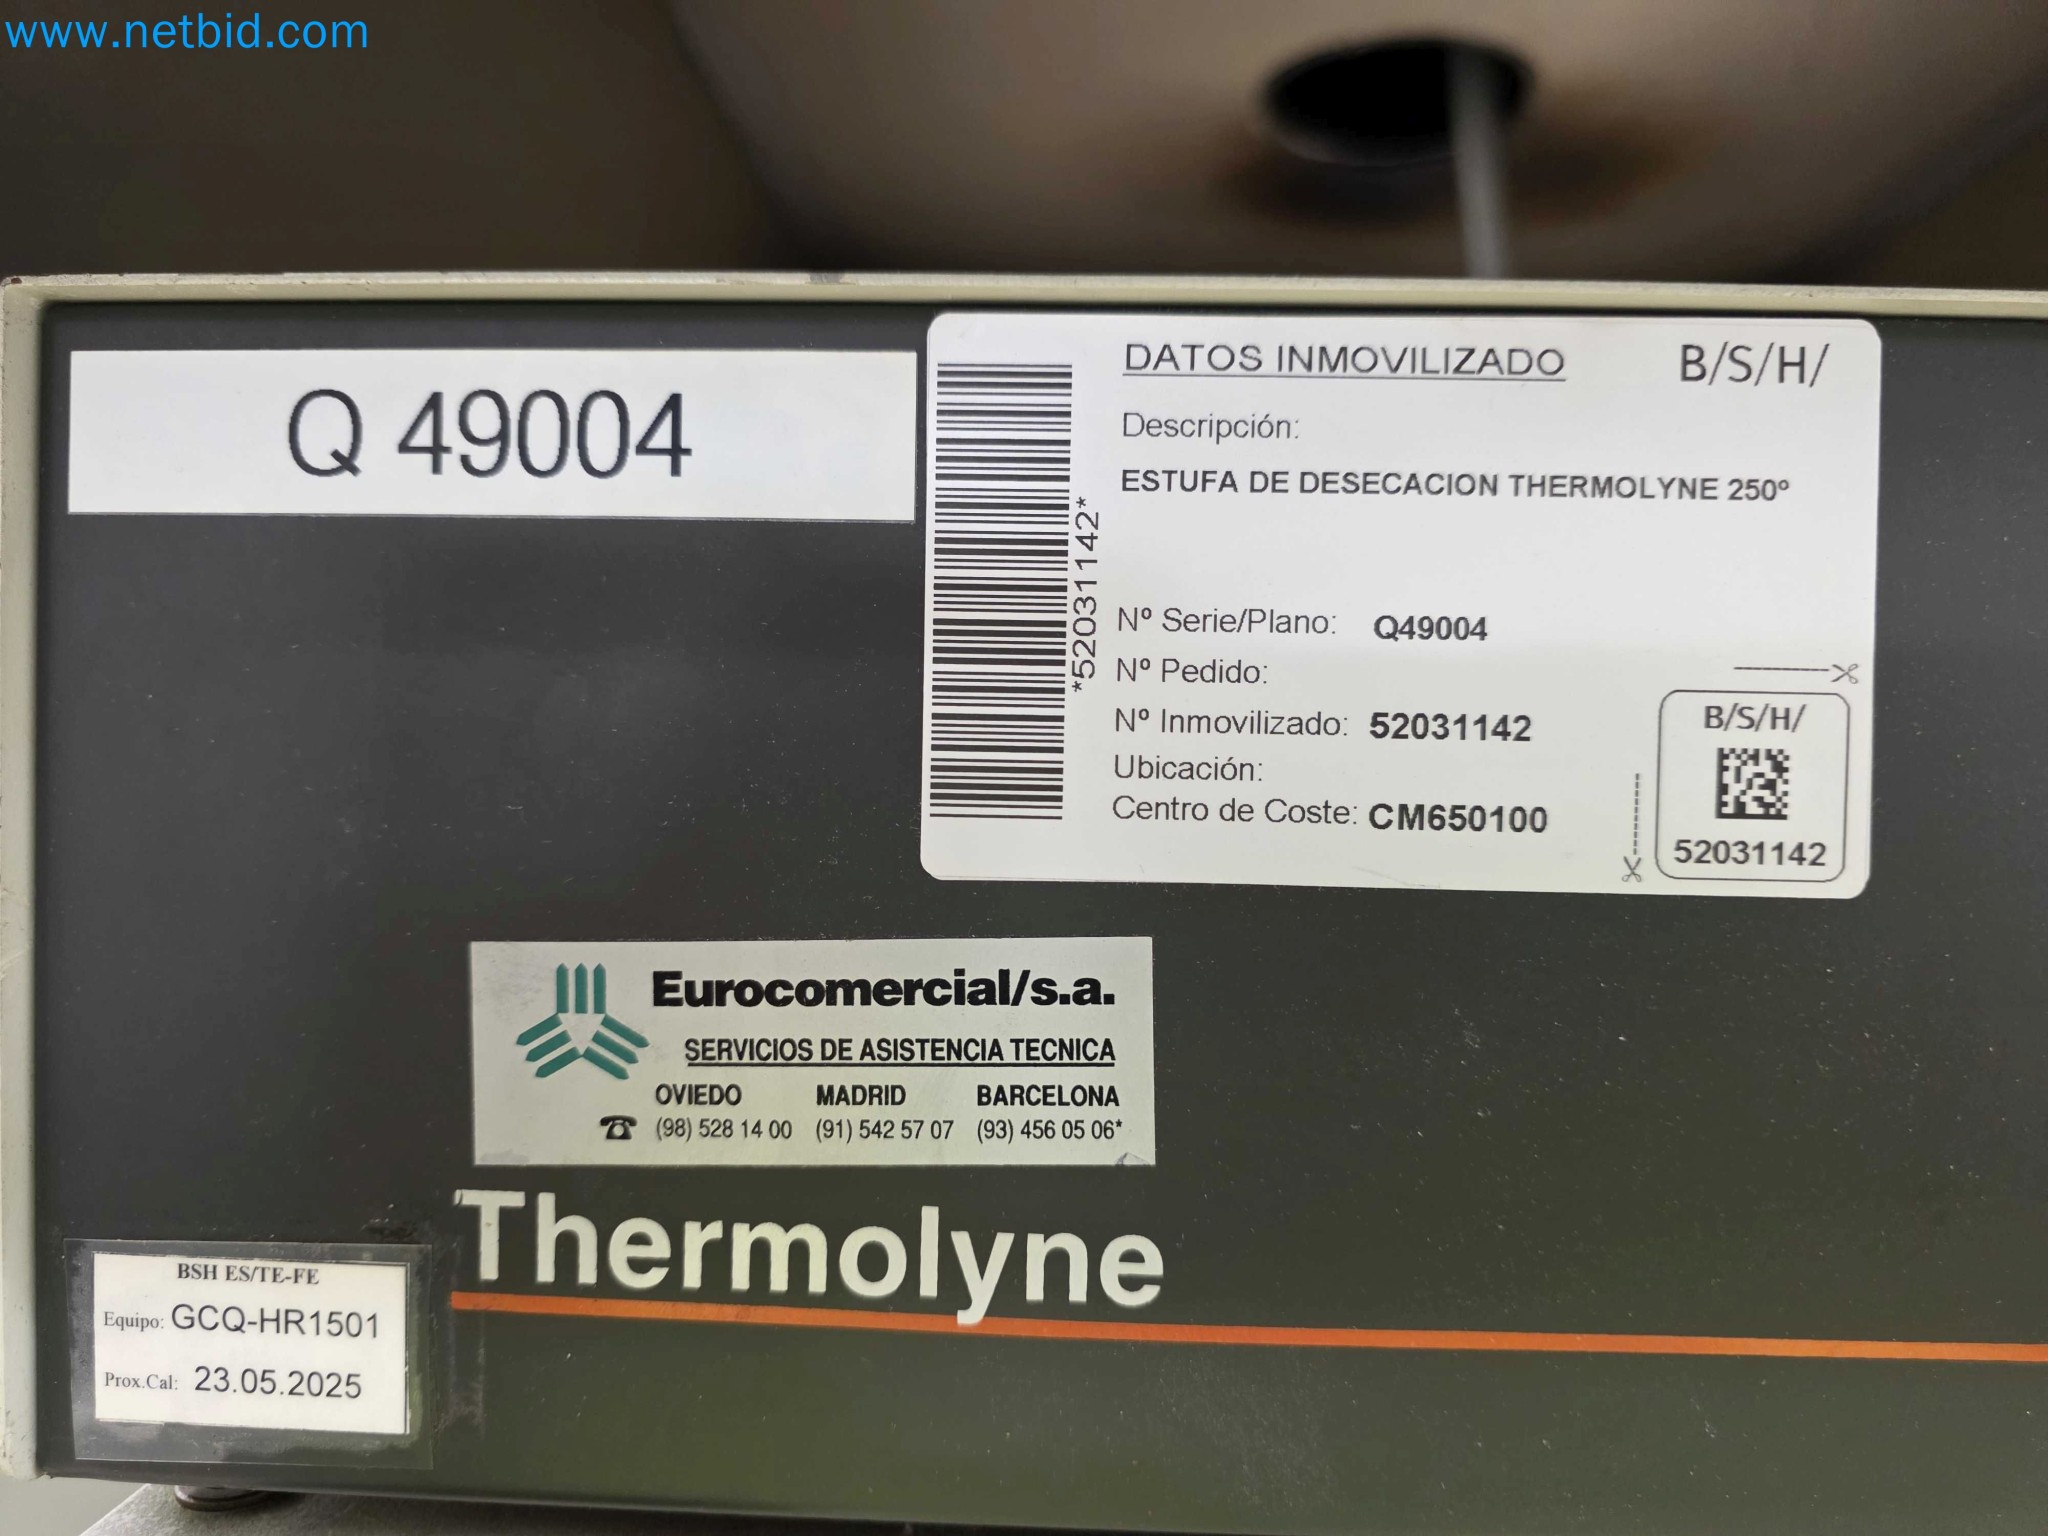 www.netbid.com
Q 49004
DATOS INMOVILIZADO
B/S/H/
Descripción:
ESTUFA DE DESECACION THERMOLYNE 250º
*52031142*
Nº Serie/Plano: Q49004
Nº Pedido:
Nº Inmovilizado: 52031142
Ubicación:
Centro de Coste: CM650100
B/S/H/
52031142
Eurocomercial/s.a.
SERVICIOS DE ASISTENCIA TECNICA
OVIEDO MADRID BARCELONA
☎ (98) 528 14 00 (91) 542 57 07 (93) 456 05 06*
Thermolyne
BSH ES/TE-FE
Equipo: GCQ-HR1501
Prox.Cal: 23.05.2025